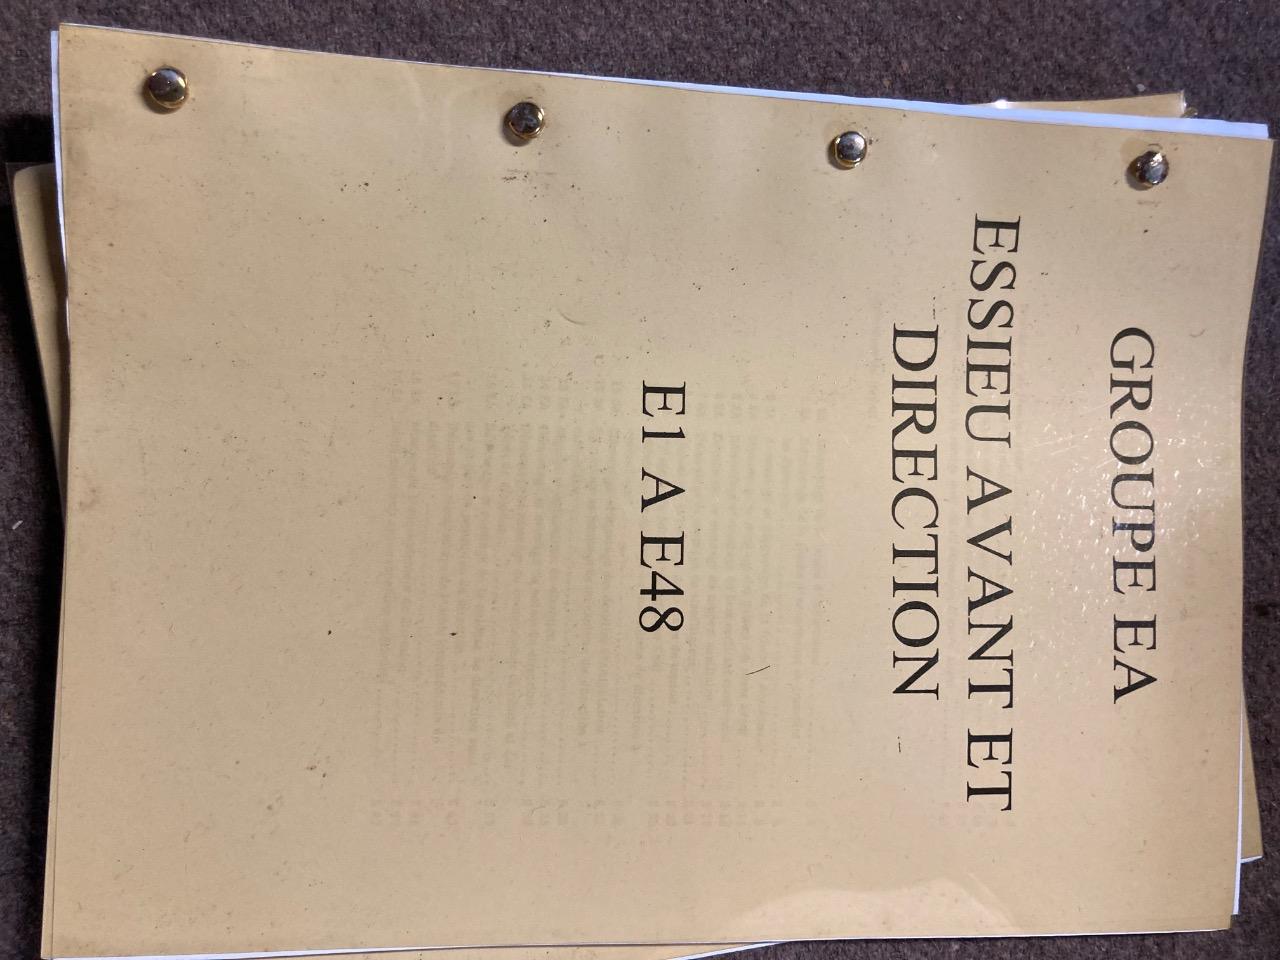 GROUPE EA
ESSIEU AVANT ET
DIRECTION
E1 A E48